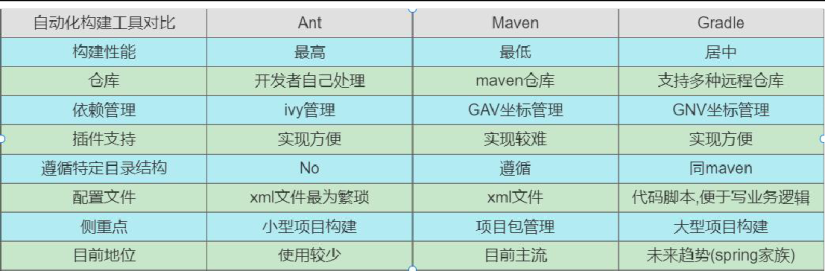 自动化构建工具对比 Ant Maven Gradle
构建性能 最高 最低 居中
仓库 开发者自己处理 maven仓库 支持多种远程仓库
依赖管理 ivy管理 GAV坐标管理 GNV坐标管理
插件支持 实现方便 实现较难 实现方便
遵循特定目录结构 No 遵循 同maven
配置文件 xml文件最为繁琐 xml文件 代码脚本,便于写业务逻辑
侧重点 小型项目构建 项目包管理 大型项目构建
目前地位 使用较少 目前主流 未来趋势(spring家族)